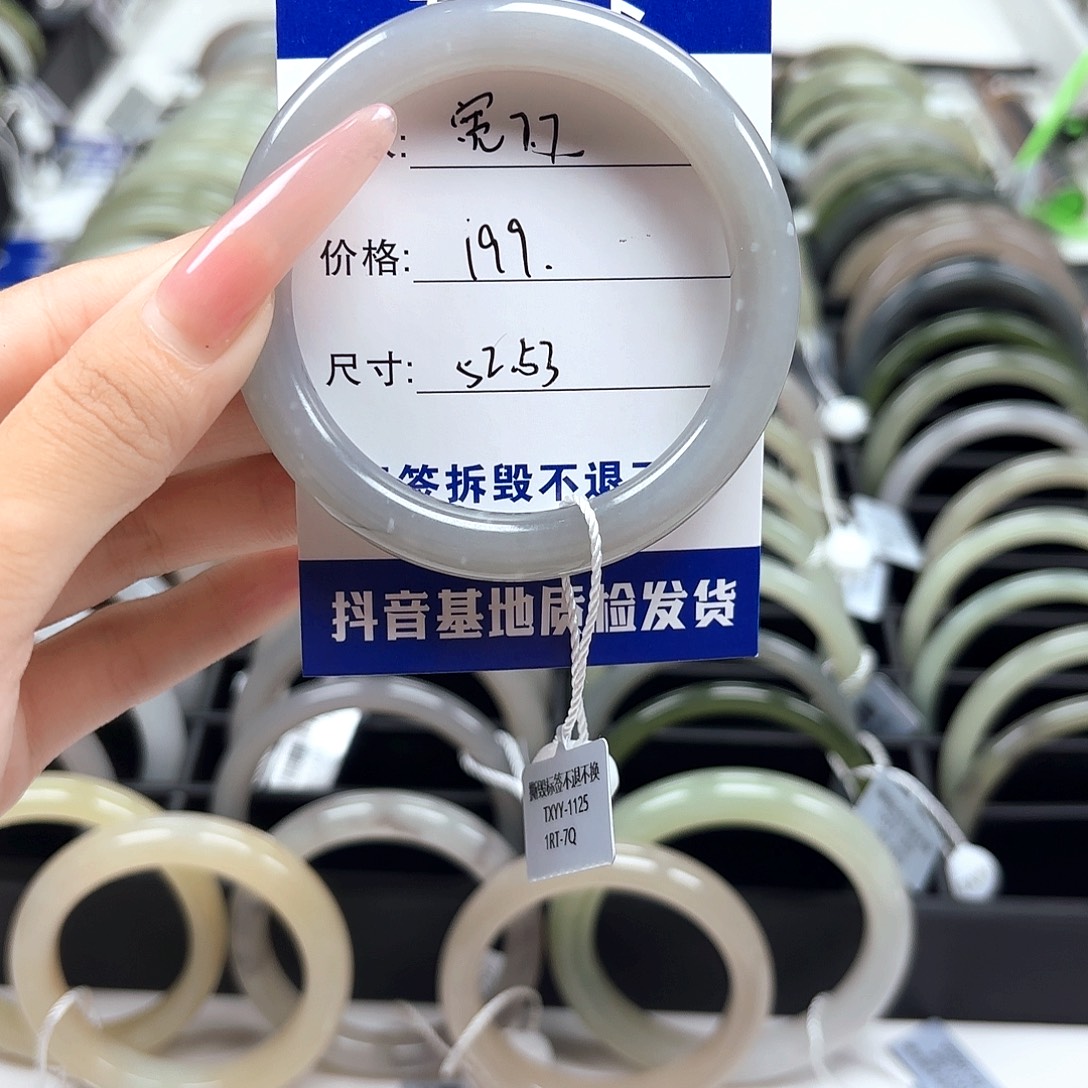 宽7.7
价格: 199.
尺寸: 52.53
签拆毁不退
抖音基地质检发货
撕毁标签不退不换
TXYY-1125
1RT-7Q